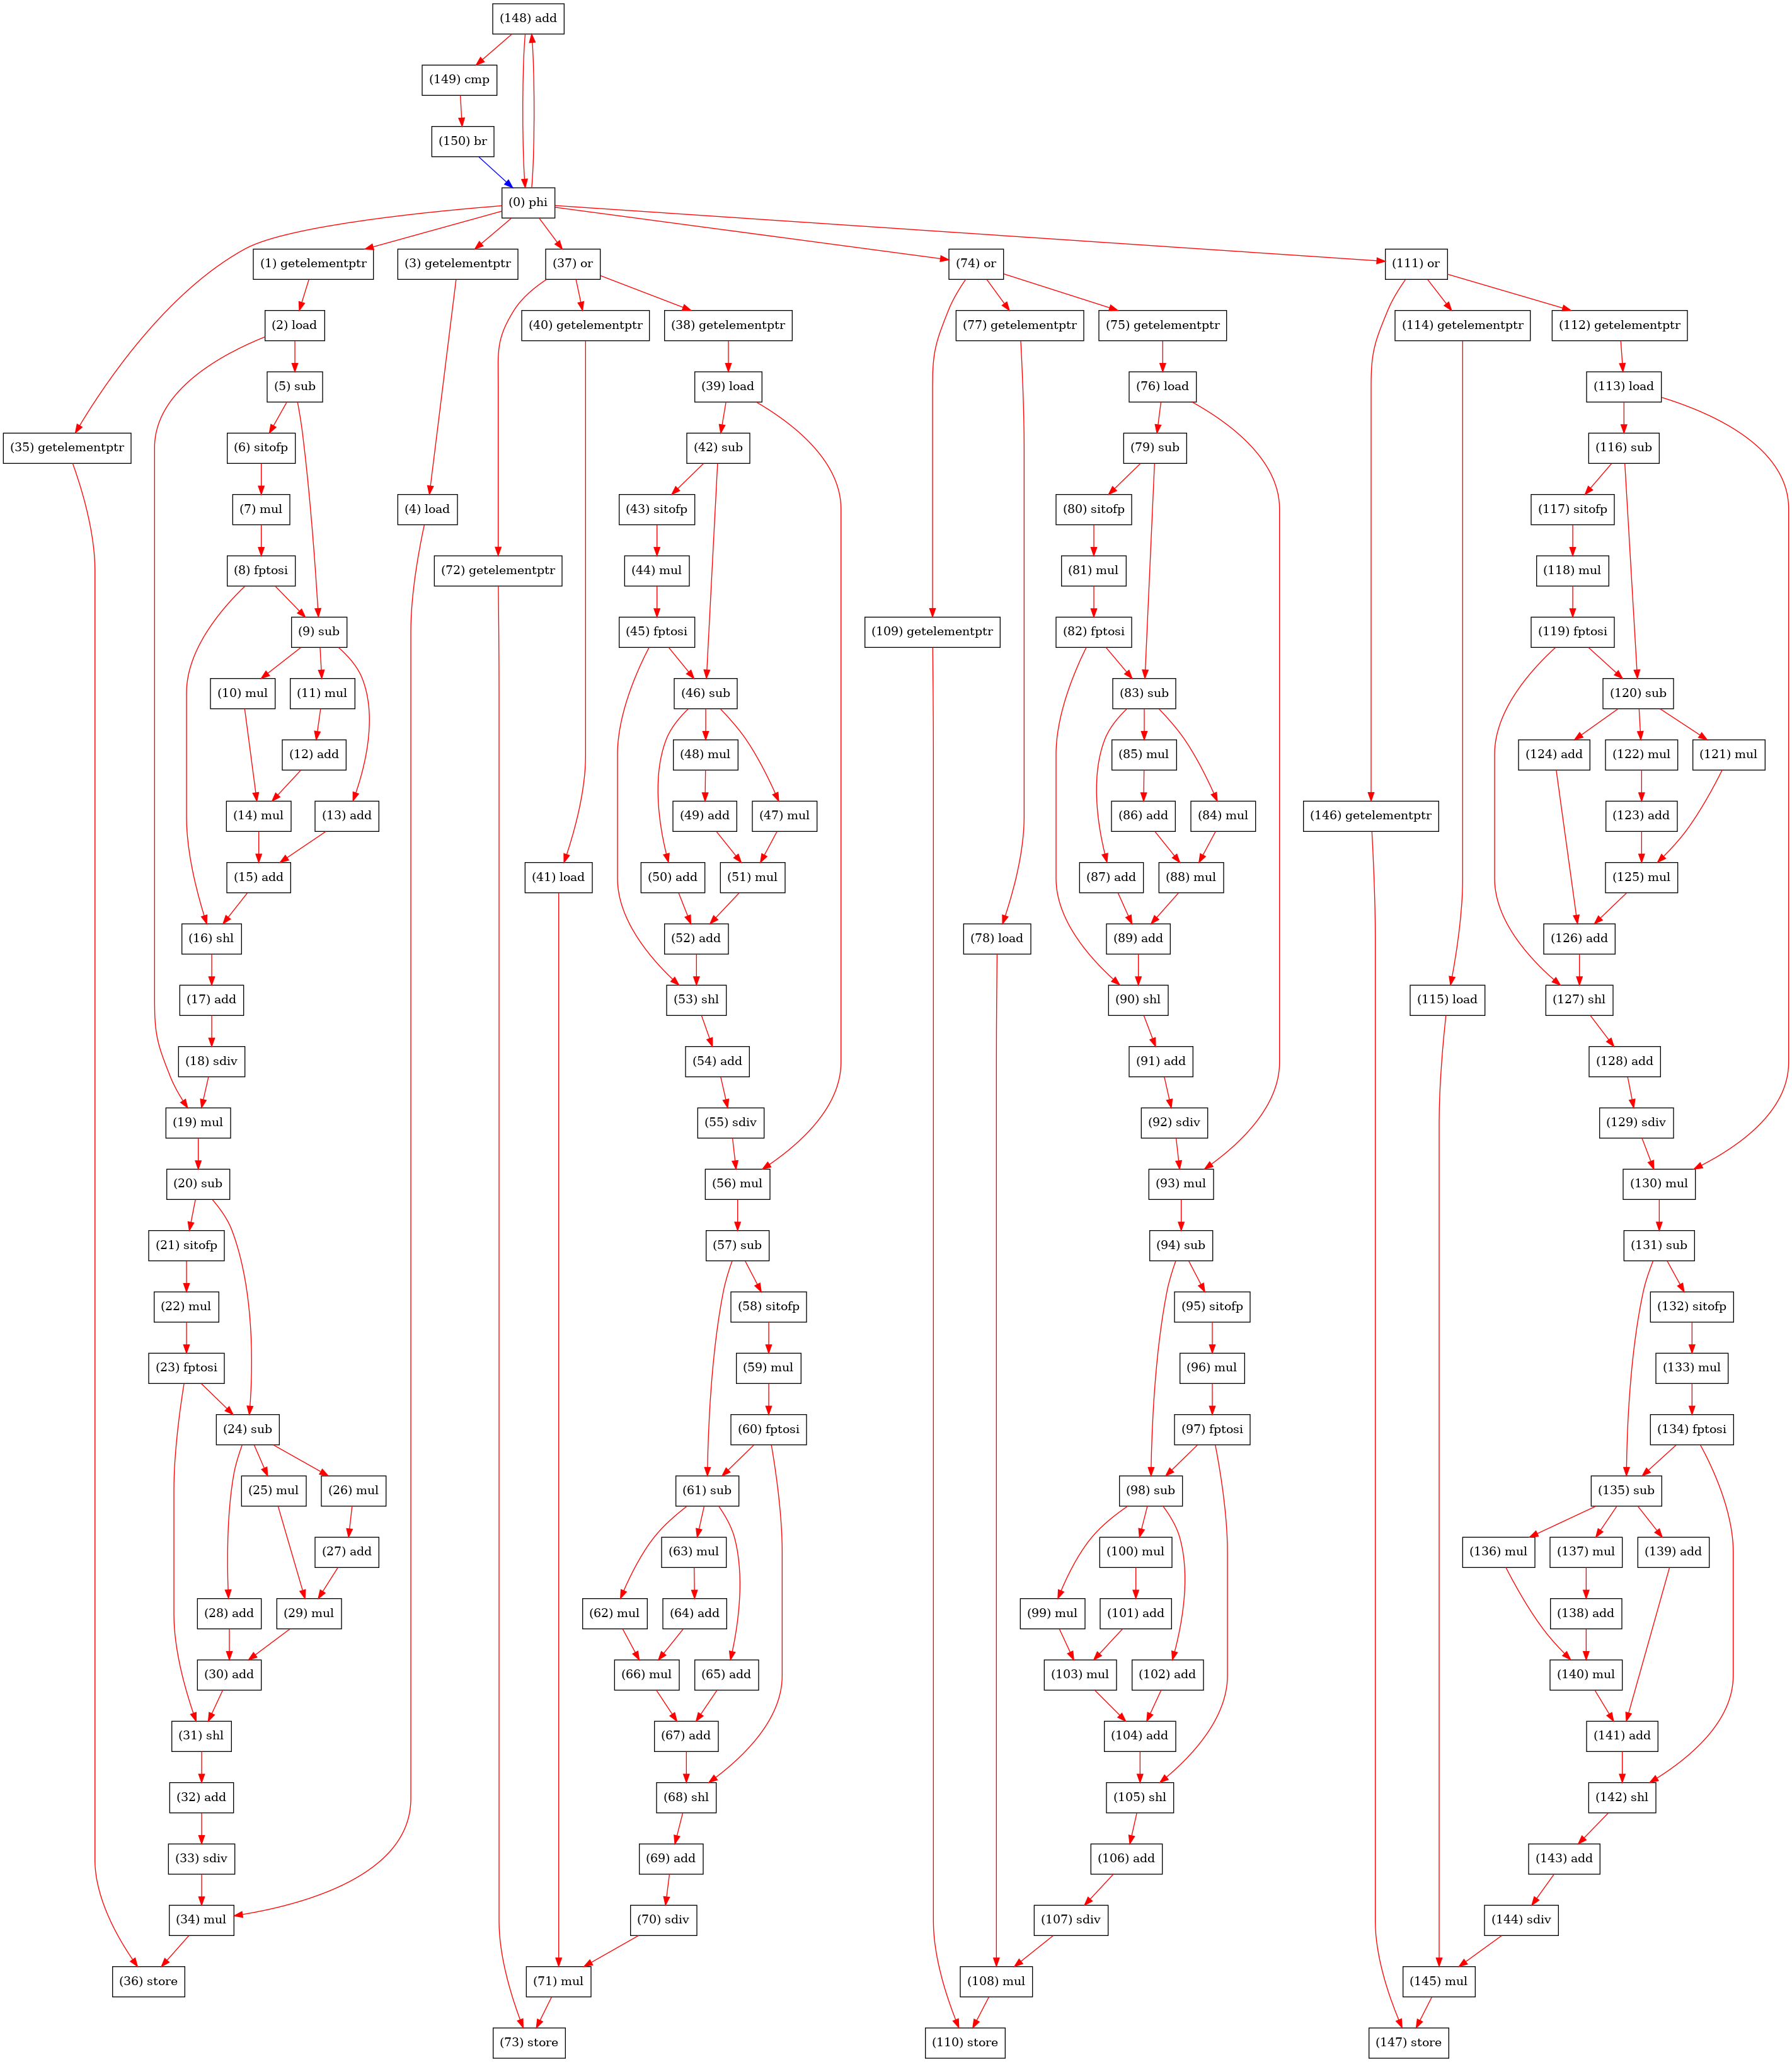 (148) add
(149) cmp
(150) br
(0) phi
(1) getelementptr
(3) getelementptr
(37) or
(74) or
(111) or
(2) load
(40) getelementptr
(38) getelementptr
(77) getelementptr
(75) getelementptr
(114) getelementptr
(112) getelementptr
(5) sub
(39) load
(76) load
(113) load
(35) getelementptr
(6) sitofp
(42) sub
(79) sub
(116) sub
(7) mul
(4) load
(43) sitofp
(80) sitofp
(117) sitofp
(8) fptosi
(72) getelementptr
(44) mul
(81) mul
(118) mul
(9) sub
(45) fptosi
(109) getelementptr
(82) fptosi
(119) fptosi
(10) mul
(11) mul
(46) sub
(83) sub
(120) sub
(12) add
(48) mul
(85) mul
(124) add
(122) mul
(121) mul
(14) mul
(13) add
(49) add
(47) mul
(86) add
(84) mul
(146) getelementptr
(123) add
(15) add
(41) load
(50) add
(51) mul
(87) add
(88) mul
(125) mul
(16) shl
(52) add
(78) load
(89) add
(126) add
(17) add
(53) shl
(90) shl
(115) load
(127) shl
(18) sdiv
(54) add
(91) add
(128) add
(19) mul
(55) sdiv
(92) sdiv
(129) sdiv
(20) sub
(56) mul
(93) mul
(130) mul
(21) sitofp
(57) sub
(94) sub
(131) sub
(22) mul
(58) sitofp
(95) sitofp
(132) sitofp
(23) fptosi
(59) mul
(96) mul
(133) mul
(24) sub
(60) fptosi
(97) fptosi
(134) fptosi
(25) mul
(26) mul
(61) sub
(98) sub
(135) sub
(27) add
(63) mul
(100) mul
(136) mul
(137) mul
(139) add
(28) add
(29) mul
(62) mul
(64) add
(99) mul
(101) add
(138) add
(30) add
(66) mul
(65) add
(103) mul
(102) add
(140) mul
(31) shl
(67) add
(104) add
(141) add
(32) add
(68) shl
(105) shl
(142) shl
(33) sdiv
(69) add
(106) add
(143) add
(34) mul
(70) sdiv
(107) sdiv
(144) sdiv
(36) store
(71) mul
(108) mul
(145) mul
(73) store
(110) store
(147) store